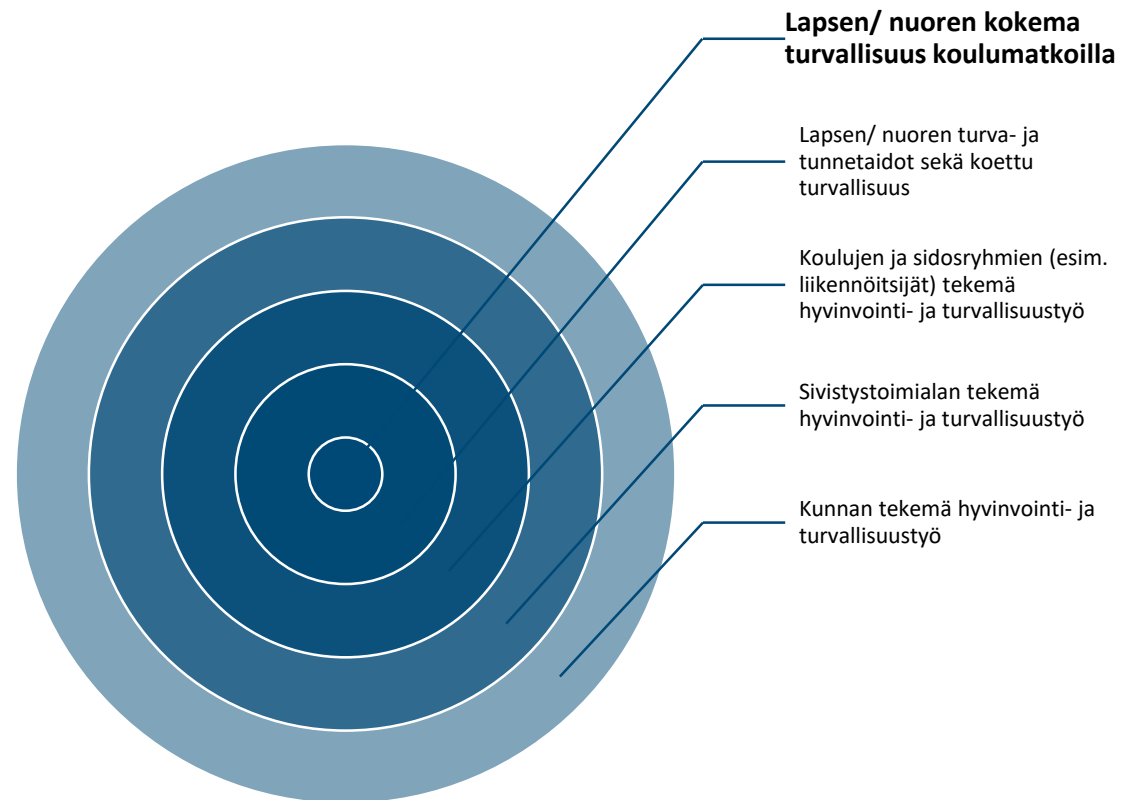 Lapsen/ nuoren kokema
turvallisuus koulumatkoilla
Lapsen/ nuoren turva- ja
tunnetaidot sekä koettu
turvallisuus
Koulujen ja sidosryhmien (esim.
liikennöitsijät) tekemä
hyvinvointi- ja turvallisuustyö
Sivistystoimialan tekemä
hyvinvointi- ja turvallisuustyö
Kunnan tekemä hyvinvointi- ja
turvallisuustyö